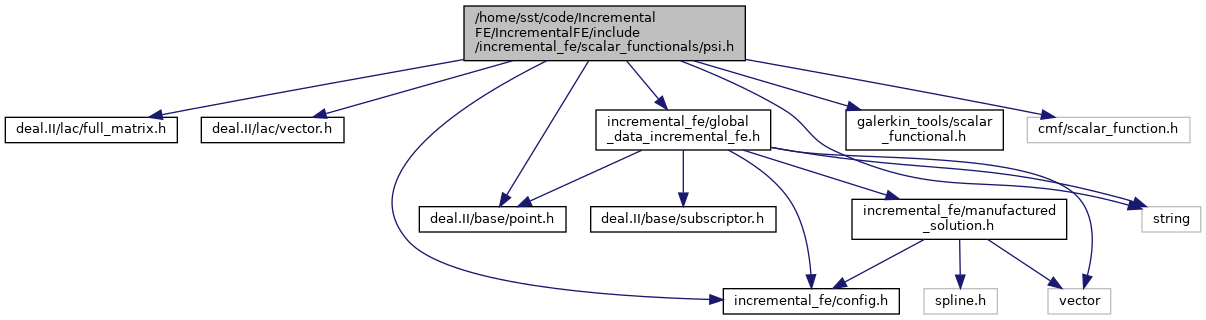 /home/sst/code/Incremental
FE/IncrementalFE/include
/incremental_fe/scalar_functionals/psi.h
deal.II/lac/full_matrix.h
deal.II/lac/vector.h
incremental_fe/global
_data_incremental_fe.h
galerkin_tools/scalar
_functional.h
cmf/scalar_function.h
deal.II/base/point.h
deal.II/base/subscriptor.h
incremental_fe/manufactured
_solution.h
string
incremental_fe/config.h
spline.h
vector